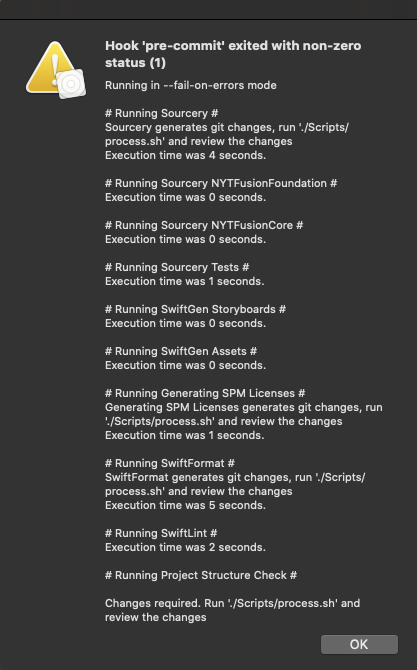 Hook 'pre-commit' exited with non-zero
status (1)
Running in --fail-on-errors mode
# Running Sourcery #
Sourcery generates git changes, run './Scripts/
process.sh' and review the changes
Execution time was 4 seconds.
# Running Sourcery NYTFusionFoundation #
Execution time was 0 seconds.
# Running Sourcery NYTFusionCore #
Execution time was 0 seconds.
# Running Sourcery Tests #
Execution time was 1 seconds.
# Running SwiftGen Storyboards #
Execution time was 0 seconds.
# Running SwiftGen Assets #
Execution time was 0 seconds.
# Running Generating SPM Licenses #
Generating SPM Licenses generates git changes, run
'./Scripts/process.sh' and review the changes
Execution time was 1 seconds.
# Running SwiftFormat #
SwiftFormat generates git changes, run './Scripts/
process.sh' and review the changes
Execution time was 5 seconds.
# Running SwiftLint #
Execution time was 2 seconds.
# Running Project Structure Check #
Changes required. Run './Scripts/process.sh' and
review the changes
OK